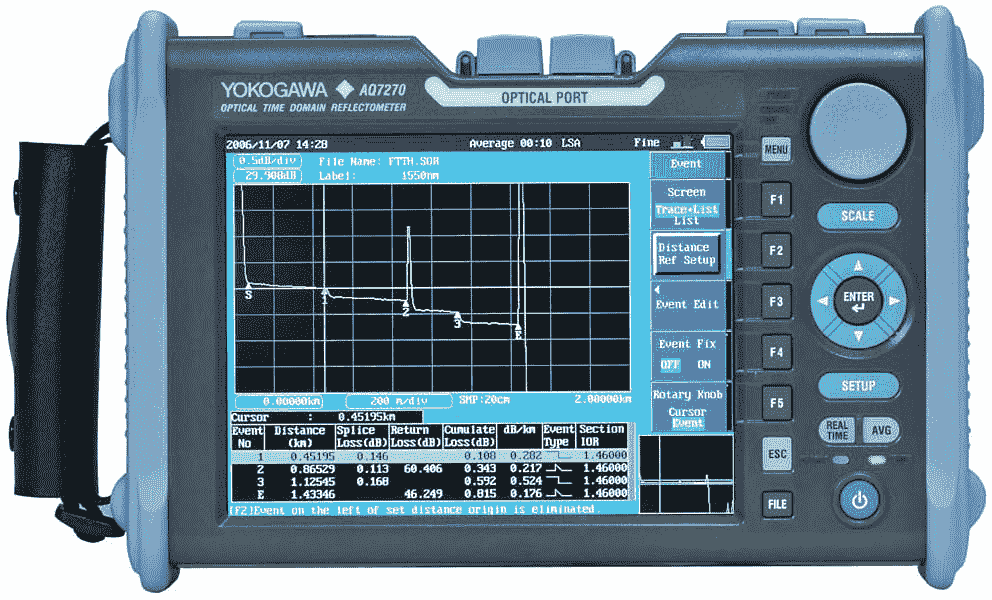 YOKOGAWA AQ7270
OPTICAL TIME DOMAIN REFLECTOMETER
OPTICAL PORT
2006/11/07 14:28 Average 00:10 LSA Fine
0.5dB/div File Name: FTTH.SOR
29.908dB Label: 1550nm
Event
Screen
Trace+List
List
Distance
Ref Setup
Event Edit
Event Fix
OFF ON
Rotary Knob
Cursor
Event
S
1
2
3
E
0.00000km 200 m/div SMP:20cm 2.00000km
Cursor : 0.45195km
Event Distance Splice Return Cumulate dB/km Event Section
No (km) Loss(dB) Loss(dB) Loss(dB) Type IOR
1 0.45195 0.146 0.108 0.282 1.46000
2 0.86529 0.113 60.406 0.343 0.217 1.46000
3 1.12545 0.168 0.592 0.524 1.46000
E 1.43346 46.249 0.815 0.176 1.46000
[F2]Event on the left of set distance origin is eliminated.
MENU
F1
F2
F3
F4
F5
ESC
FILE
SCALE
ENTER
SETUP
REAL
TIME
AVG